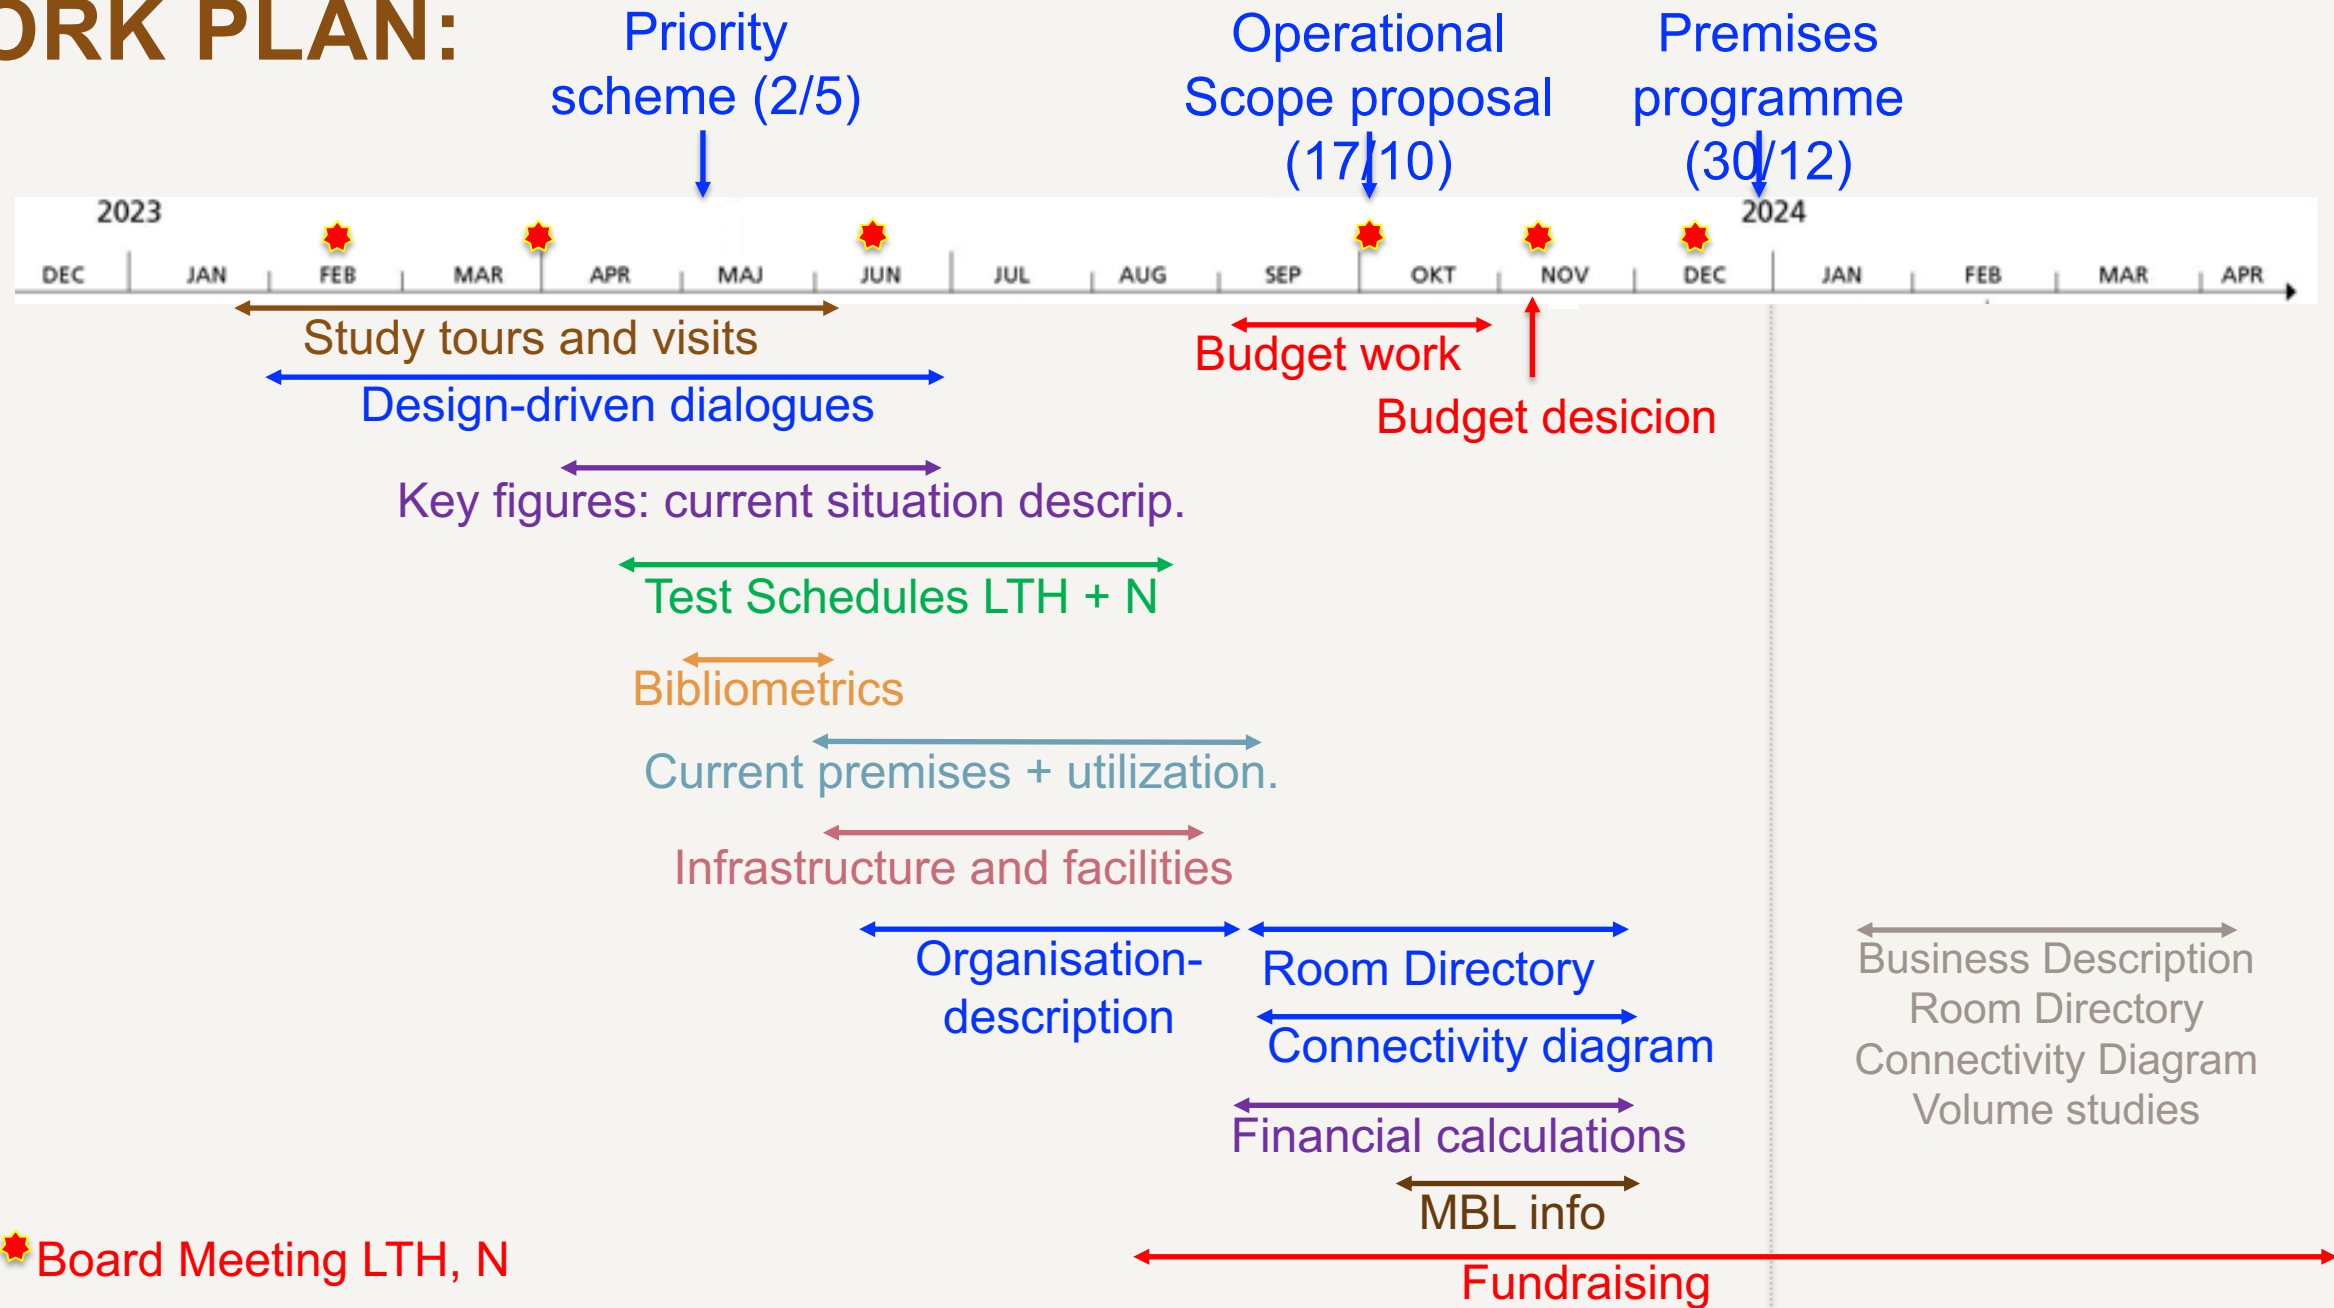 ORK PLAN:
Priority
scheme (2/5)
Operational
Scope proposal
(17/10)
Premises
programme
(30/12)
2023
2024
DEC JAN FEB MAR APR MAJ JUN JUL AUG SEP OKT NOV DEC JAN FEB MAR APR
Study tours and visits
Budget work
Design-driven dialogues
Budget desicion
Key figures: current situation descrip.
Test Schedules LTH + N
Bibliometrics
Current premises + utilization.
Infrastructure and facilities
Organisation-
description
Room Directory
Connectivity diagram
Business Description
Room Directory
Connectivity Diagram
Volume studies
Financial calculations
MBL info
Board Meeting LTH, N
Fundraising